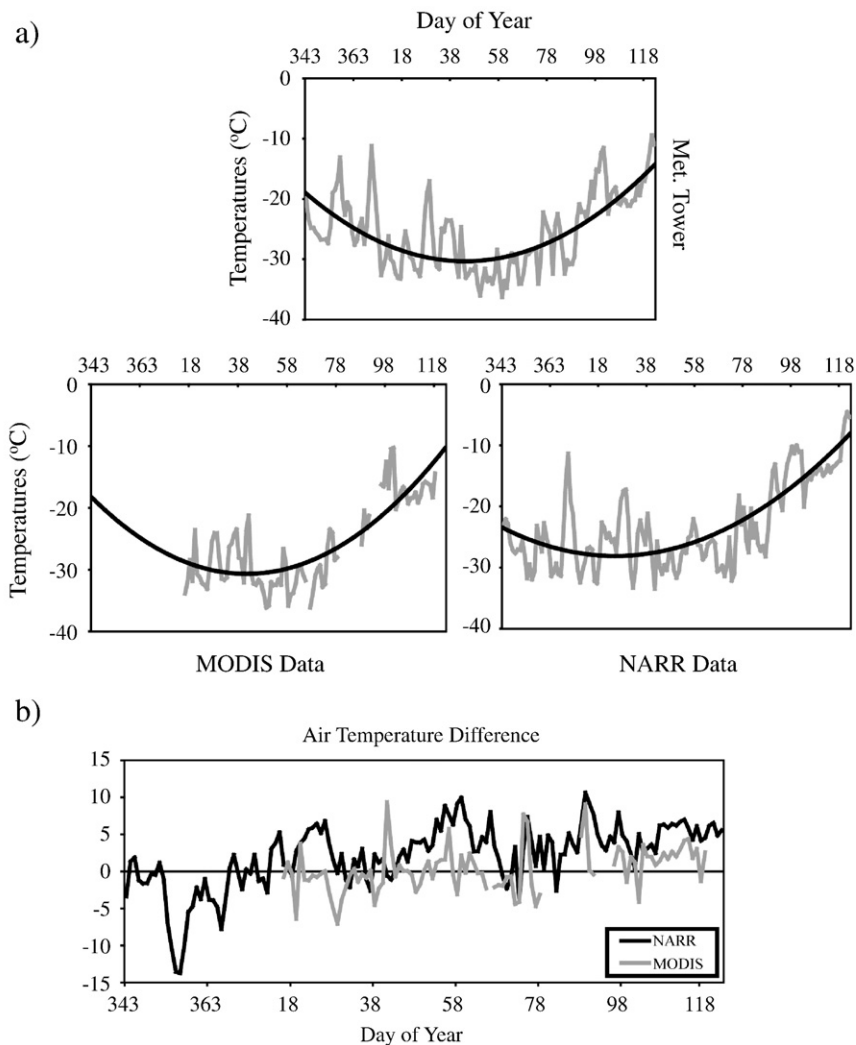 a)
Day of Year
343 363 18 38 58 78 98 118
0
-10
-20
-30
-40
Temperatures (°C)
Met. Tower
343 363 18 38 58 78 98 118
0
-10
-20
-30
-40
Temperatures (°C)
MODIS Data
343 363 18 38 58 78 98 118
0
-10
-20
-30
-40
NARR Data
b)
Air Temperature Difference
15
10
5
0
-5
-10
-15
NARR
MODIS
343 363 18 38 58 78 98 118
Day of Year